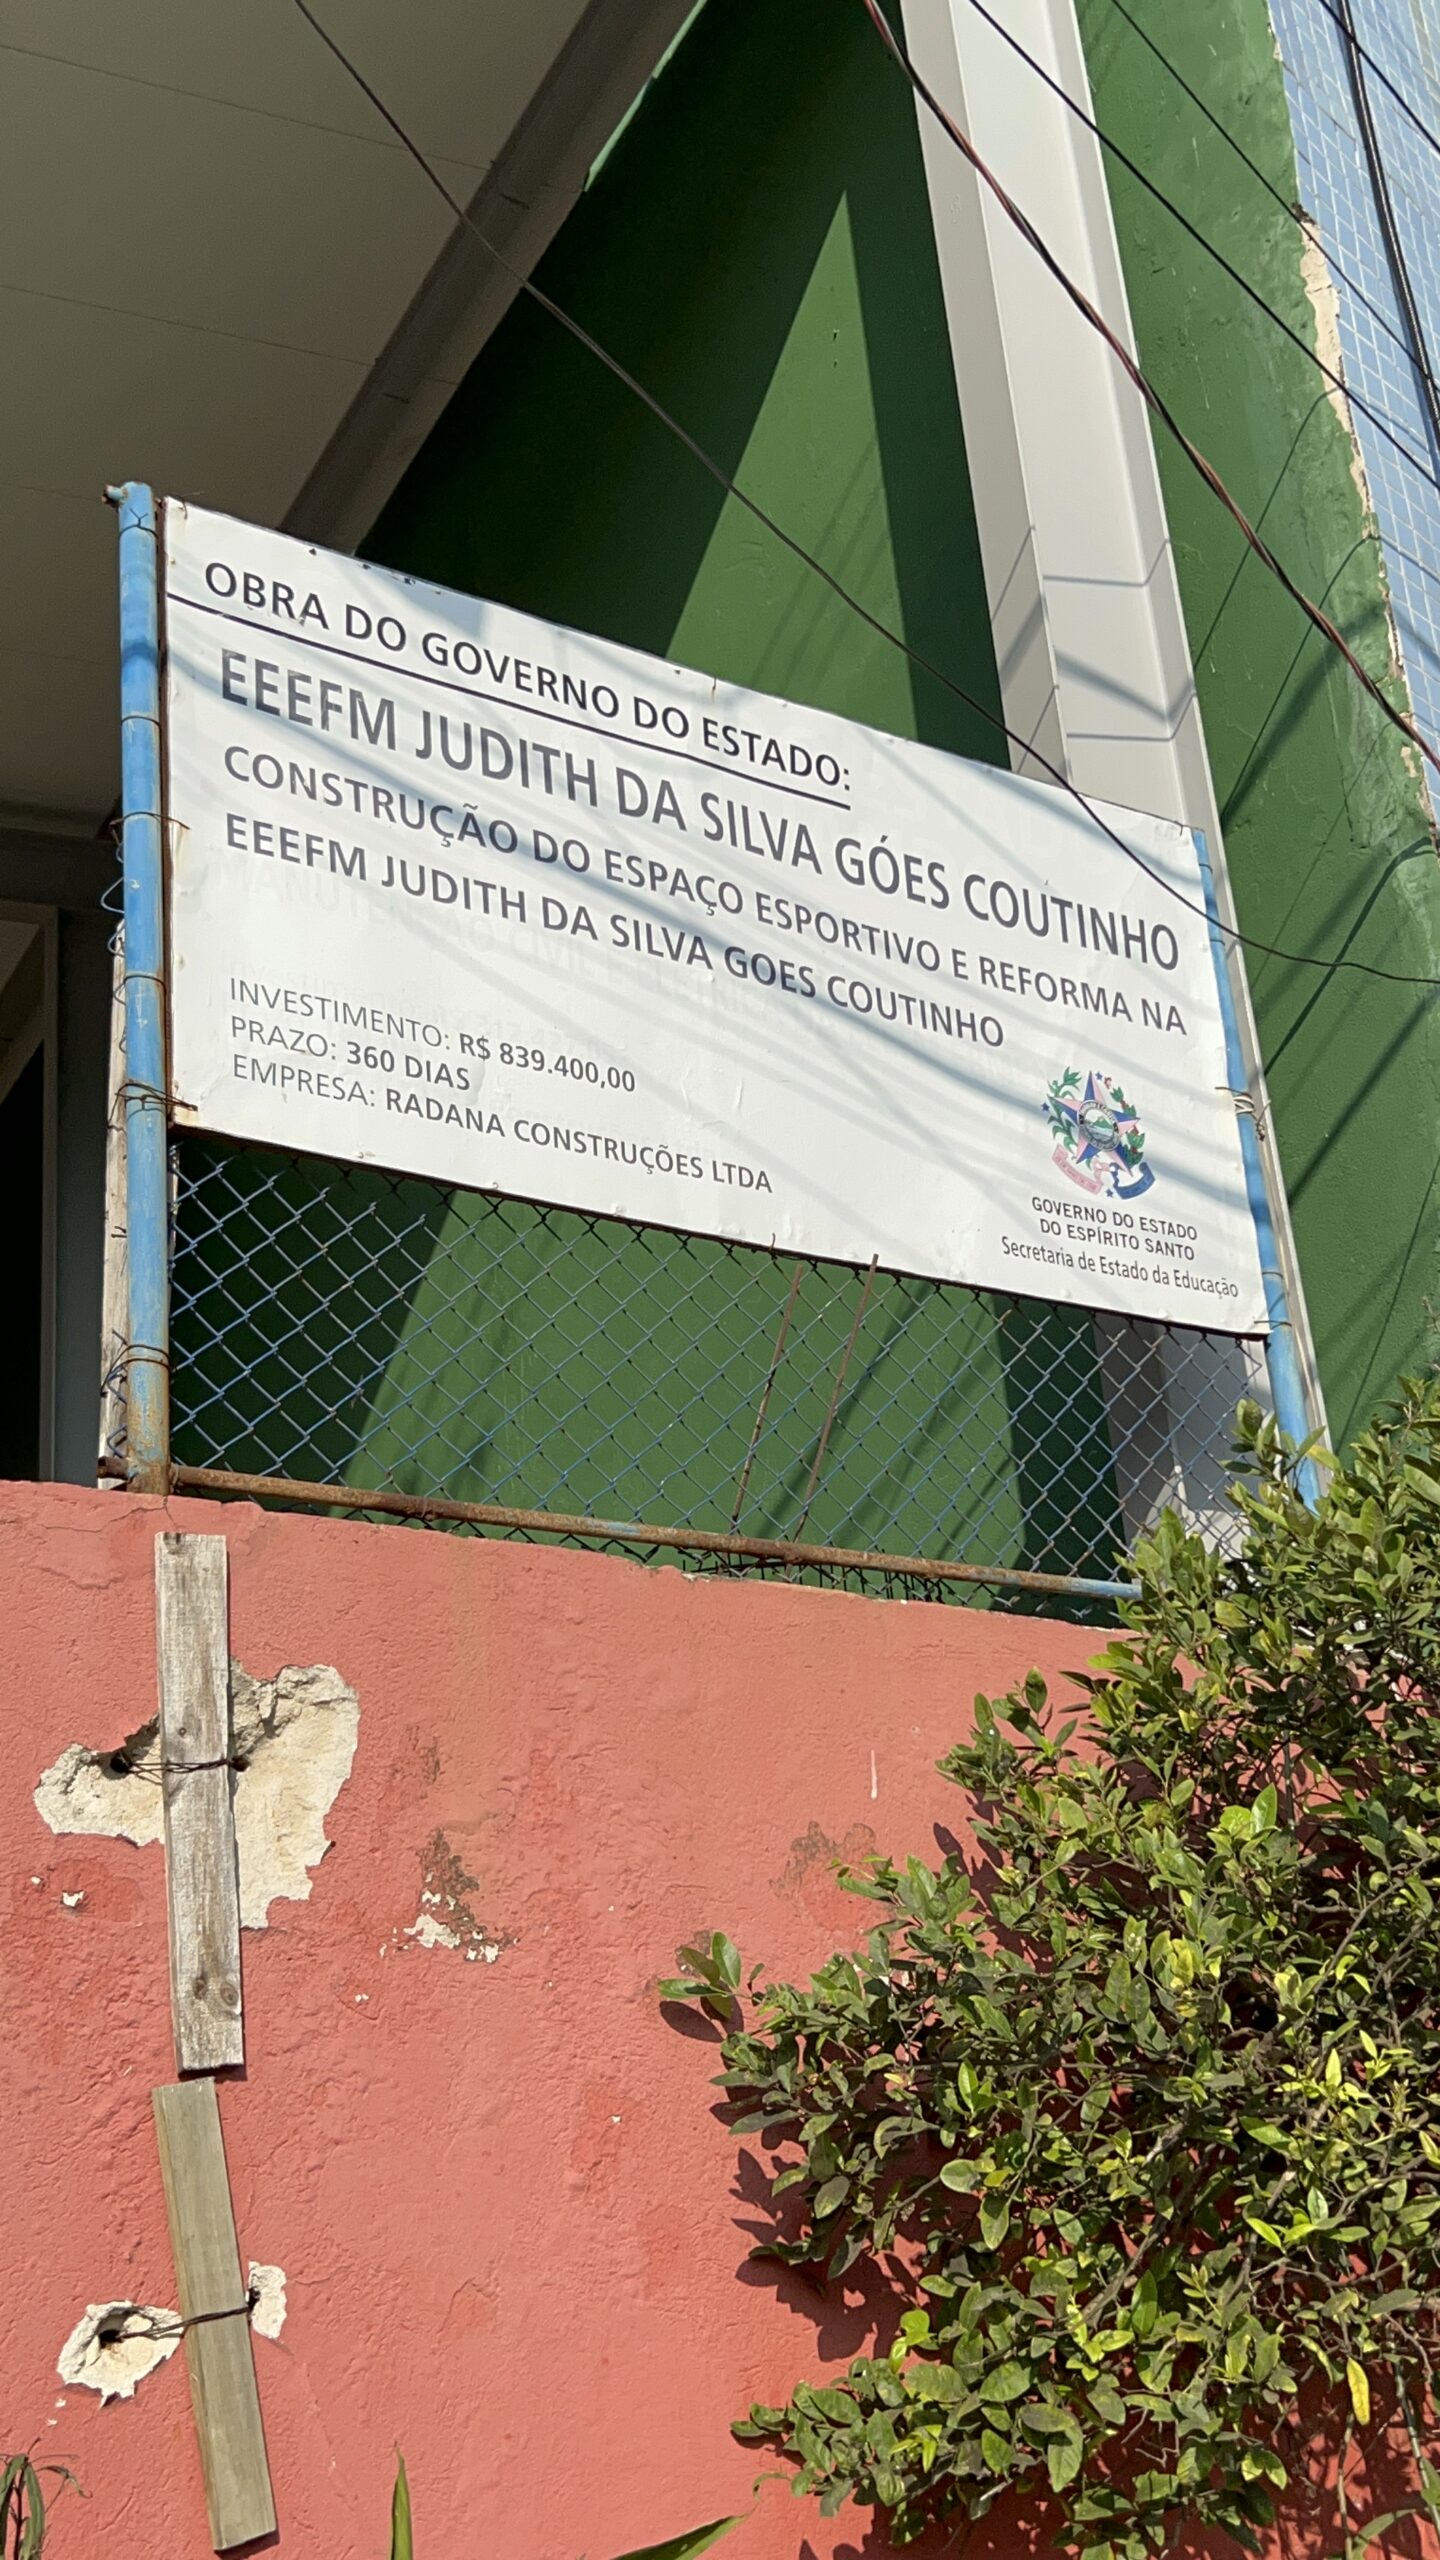 OBRA DO GOVERNO DO ESTADO:
EEEFM JUDITH DA SILVA GÓES COUTINHO
CONSTRUÇÃO DO ESPAÇO ESPORTIVO E REFORMA NA
EEEFM JUDITH DA SILVA GOES COUTINHO
INVESTIMENTO: R$ 839.400,00
PRAZO: 360 DIAS
EMPRESA: RADANA CONSTRUÇÕES LTDA
GOVERNO DO ESTADO
DO ESPÍRITO SANTO
Secretaria de Estado da Educação